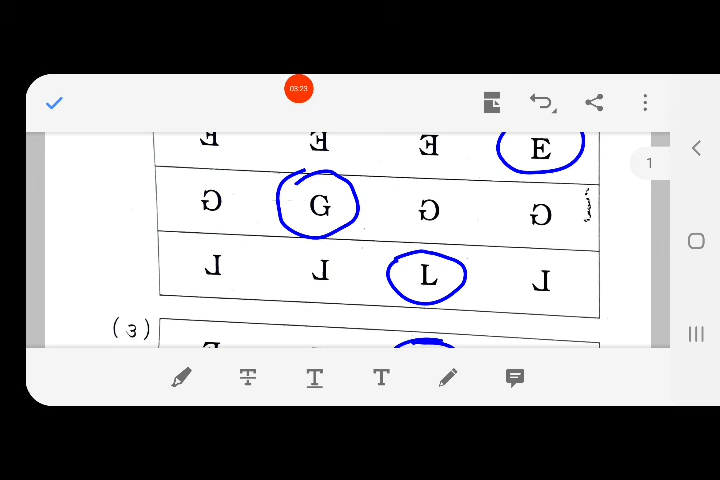 03:23
1
E E E E
G G G G
L L L L
(3)